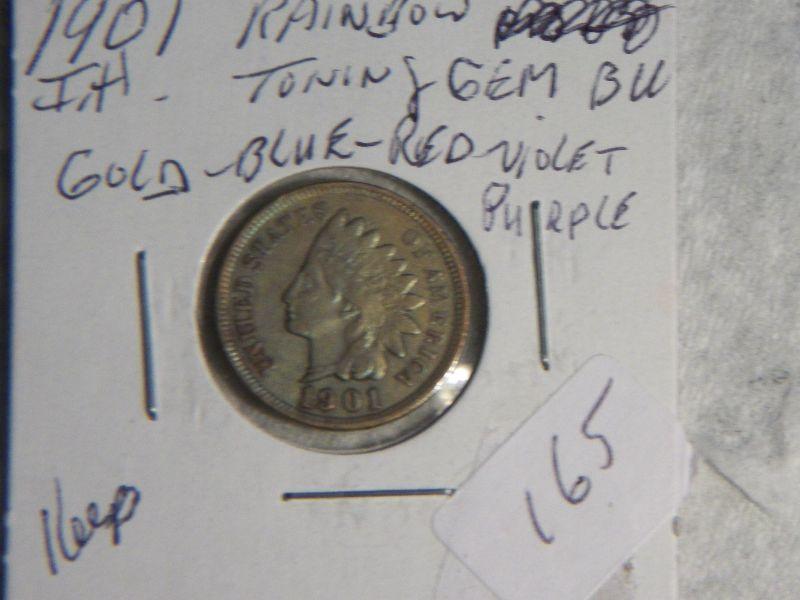 1901 RAINBOW
I.H. TONING GEM BU
GOLD-BLUE-RED-VIOLET
PURPLE
UNITED STATES OF AMERICA
1901
Keep
165